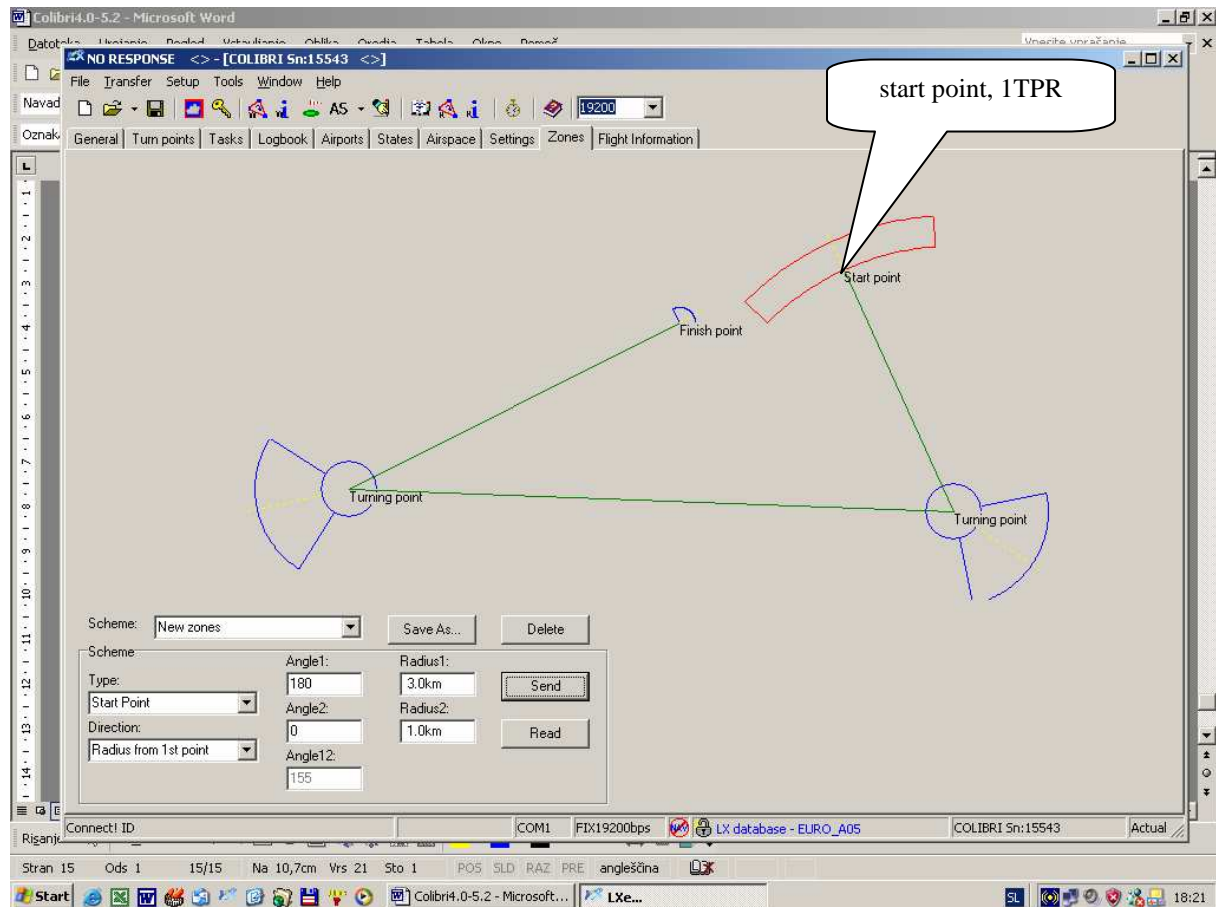 Colibri4.0-5.2 - Microsoft Word
NO RESPONSE <> - [COLIBRI Sn:15543 <>]
File Transfer Setup Tools Window Help
Navad
AS
19200
start point, 1TPR
Oznak
General Turn points Tasks Logbook Airports States Airspace Settings Zones Flight Information
Start point
Finish point
Turning point
Turning point
Scheme: New zones Save As... Delete
Scheme
Angle1: Radius1:
Type: 180 3.0km Send
Start Point Angle2: Radius2:
Direction: 0 1.0km Read
Radius from 1st point Angle12:
155
Connect! ID COM1 FIX19200bps LX database - EURO_A05 COLIBRI Sn:15543 Actual
Risanje
Stran 15 Ods 1 15/15 Na 10,7cm Vrs 21 Sto 1 POS SLD RAZ PRE angleščina
Start Colibri4.0-5.2 - Microsoft... LXe... SL 18:21